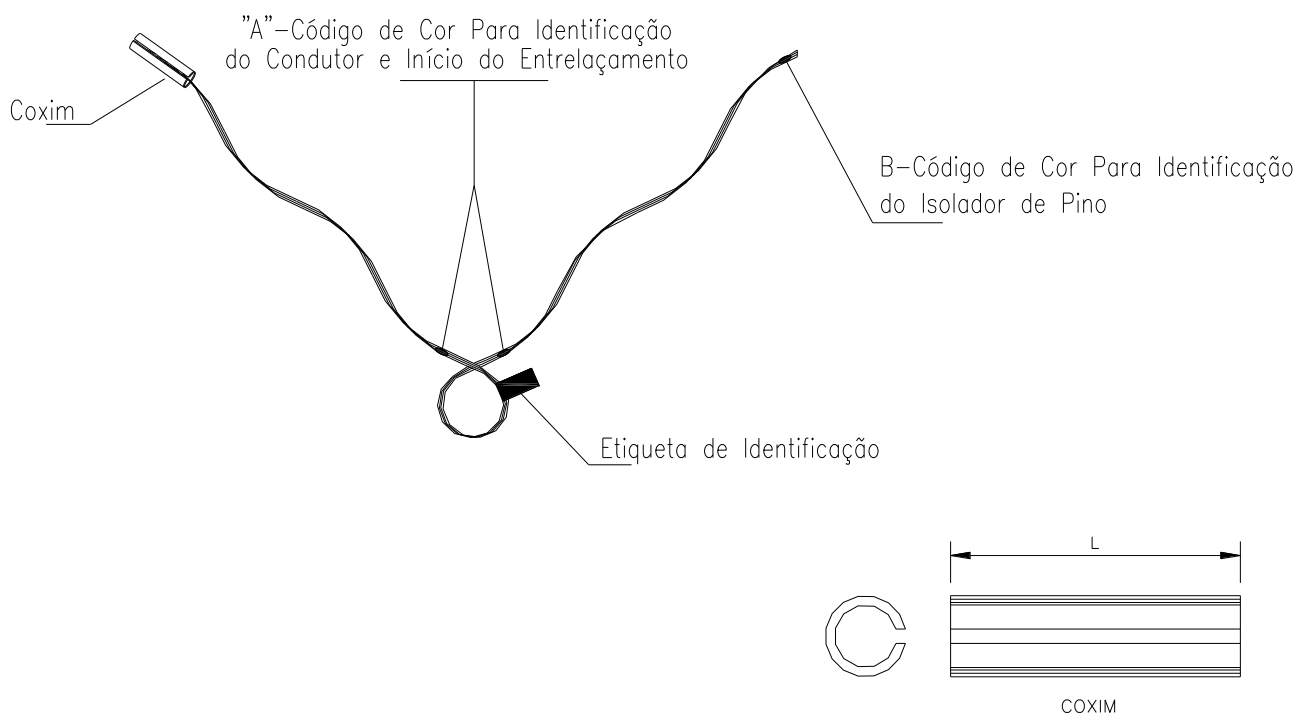 "A"-Código de Cor Para Identificação
do Condutor e Início do Entrelaçamento
Coxim
B-Código de Cor Para Identificação
do Isolador de Pino
Etiqueta de Identificação
L
COXIM